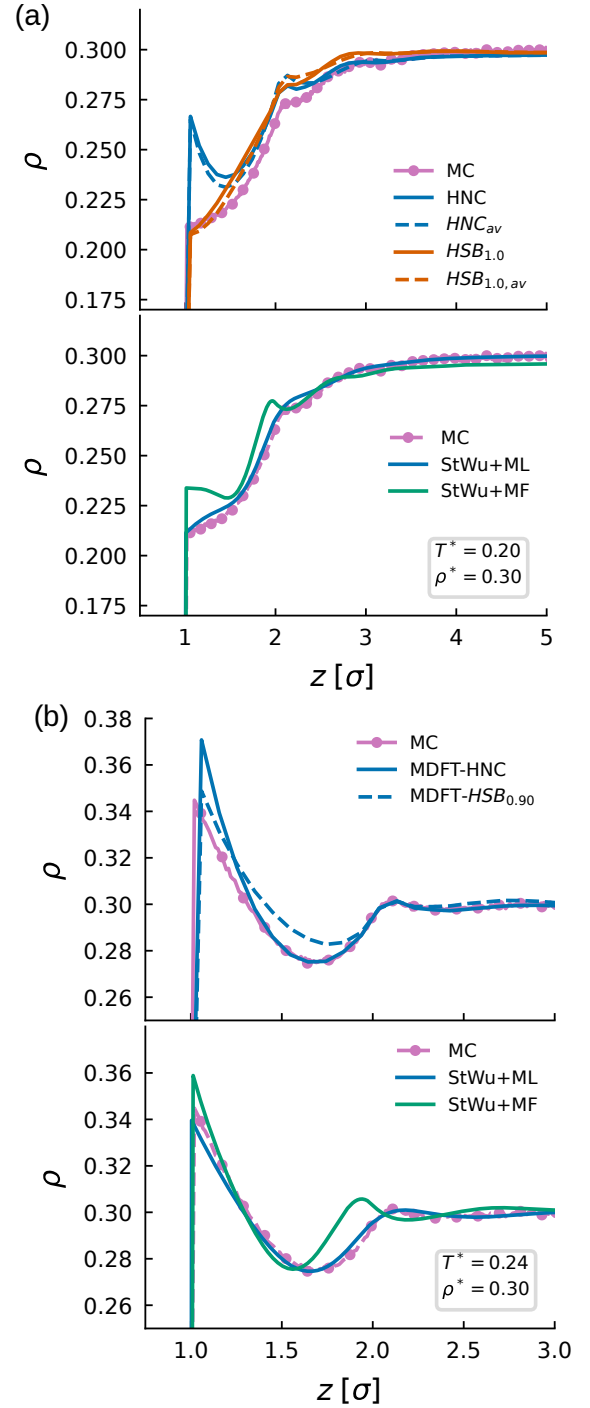 (a)
0.300
0.275
0.250
0.225
0.200
0.175
ρ
MC
HNC
HNC_av
HSB_1.0
HSB_1.0,av
0.300
0.275
0.250
0.225
0.200
0.175
ρ
MC
StWu+ML
StWu+MF
T* = 0.20
ρ* = 0.30
1 2 3 4 5
z [σ]
(b)
0.38
0.36
0.34
0.32
0.30
0.28
0.26
ρ
MC
MDFT-HNC
MDFT-HSB_0.90
0.36
0.34
0.32
0.30
0.28
0.26
ρ
MC
StWu+ML
StWu+MF
T* = 0.24
ρ* = 0.30
1.0 1.5 2.0 2.5 3.0
z [σ]